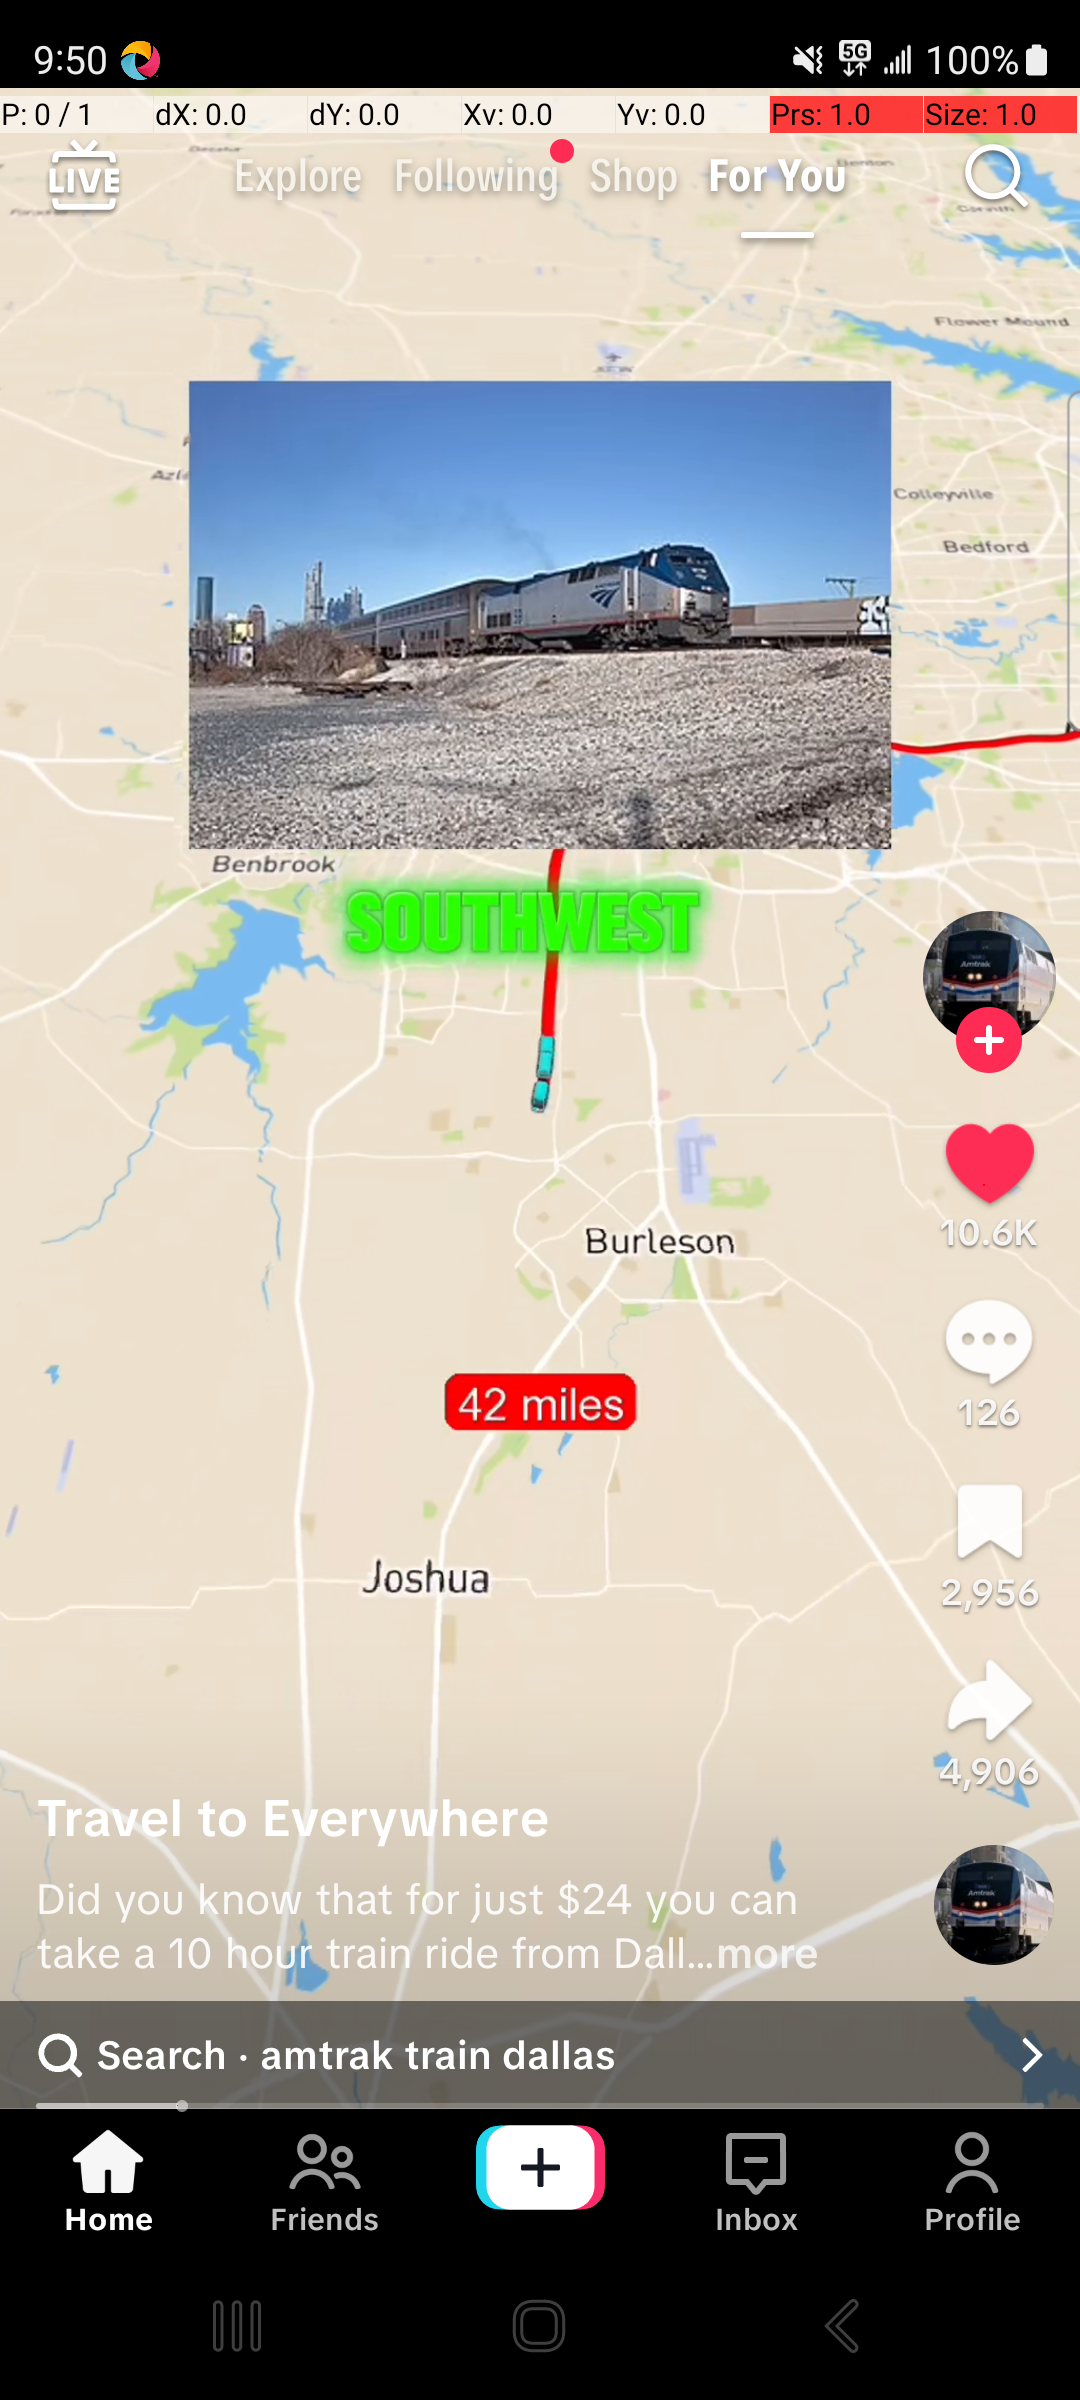 9:50
5G
100%
P: 0 / 1
dX: 0.0
dY: 0.0
Xv: 0.0
Yv: 0.0
Prs: 1.0
Size: 1.0
LIVE
Explore
Following
Shop
For You
Flower Mound
Colleyville
Bedford
Benbrook
SOUTHWEST
Amtrak
Burleson
10.6K
42 miles
126
Joshua
2,956
4,906
Travel to Everywhere
Did you know that for just $24 you can
take a 10 hour train ride from Dall...more
Amtrak
Search · amtrak train dallas
Home
Friends
Inbox
Profile